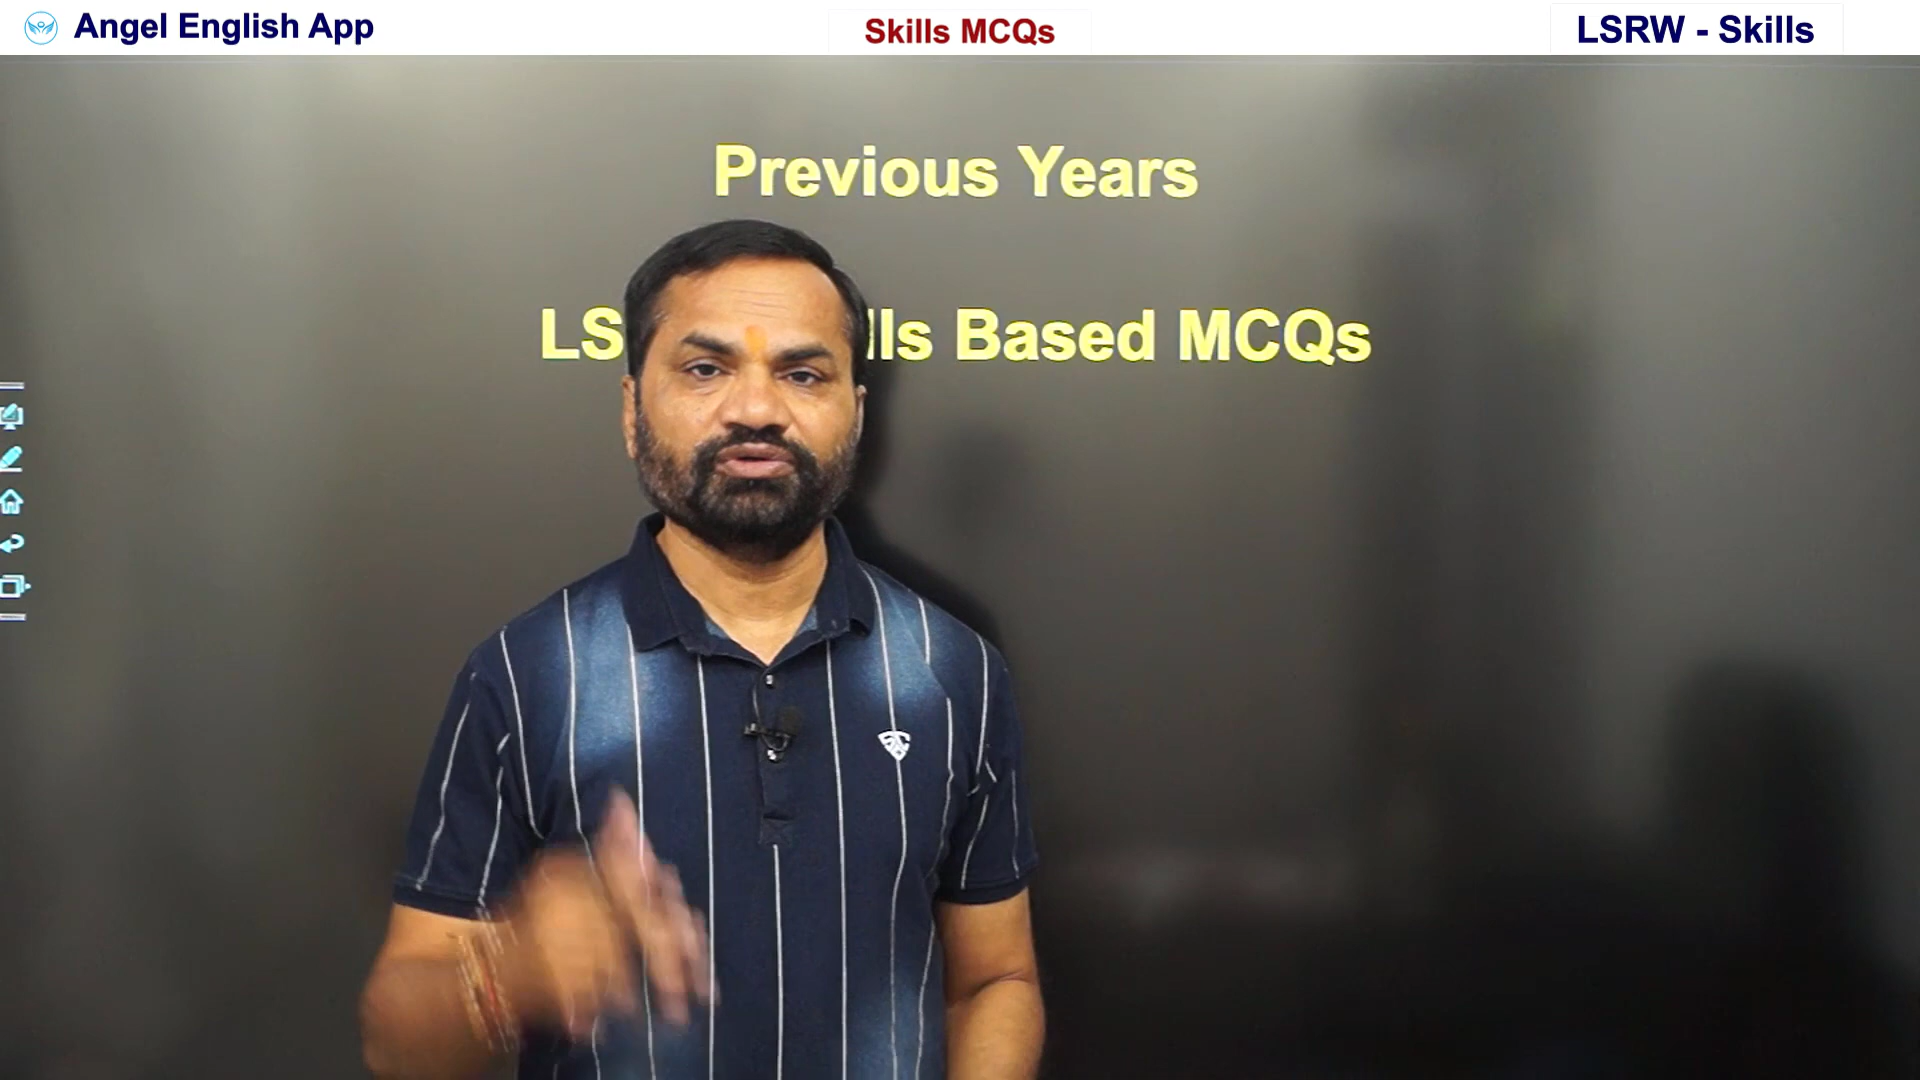 Angel English App
Skills MCQs
LSRW - Skills
Previous Years
LS lls Based MCQs